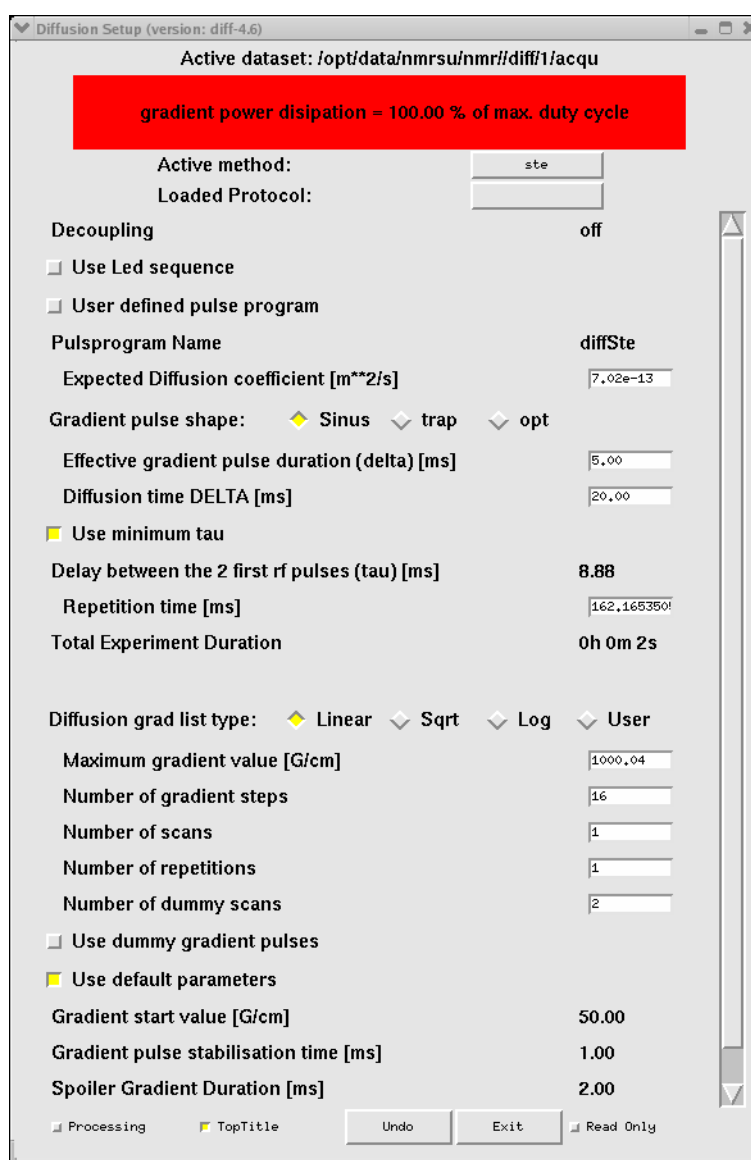 Diffusion Setup (version: diff-4.6)
Active dataset: /opt/data/nmrsu/nmr//diff/1/acqu
gradient power disipation = 100.00 % of max. duty cycle
Active method: ste
Loaded Protocol:
Decoupling off
Use Led sequence
User defined pulse program
Pulsprogram Name diffSte
Expected Diffusion coefficient [m**2/s] 7.02e-13
Gradient pulse shape: Sinus trap opt
Effective gradient pulse duration (delta) [ms] 5.00
Diffusion time DELTA [ms] 20.00
Use minimum tau
Delay between the 2 first rf pulses (tau) [ms] 8.88
Repetition time [ms] 162.165350
Total Experiment Duration 0h 0m 2s
Diffusion grad list type: Linear Sqrt Log User
Maximum gradient value [G/cm] 1000.04
Number of gradient steps 16
Number of scans 1
Number of repetitions 1
Number of dummy scans 2
Use dummy gradient pulses
Use default parameters
Gradient start value [G/cm] 50.00
Gradient pulse stabilisation time [ms] 1.00
Spoiler Gradient Duration [ms] 2.00
Processing TopTitle Undo Exit Read Only